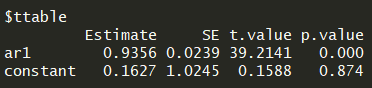 $ttable
Estimate SE t.value p.value
ar1 0.9356 0.0239 39.2141 0.000
constant 0.1627 1.0245 0.1588 0.874